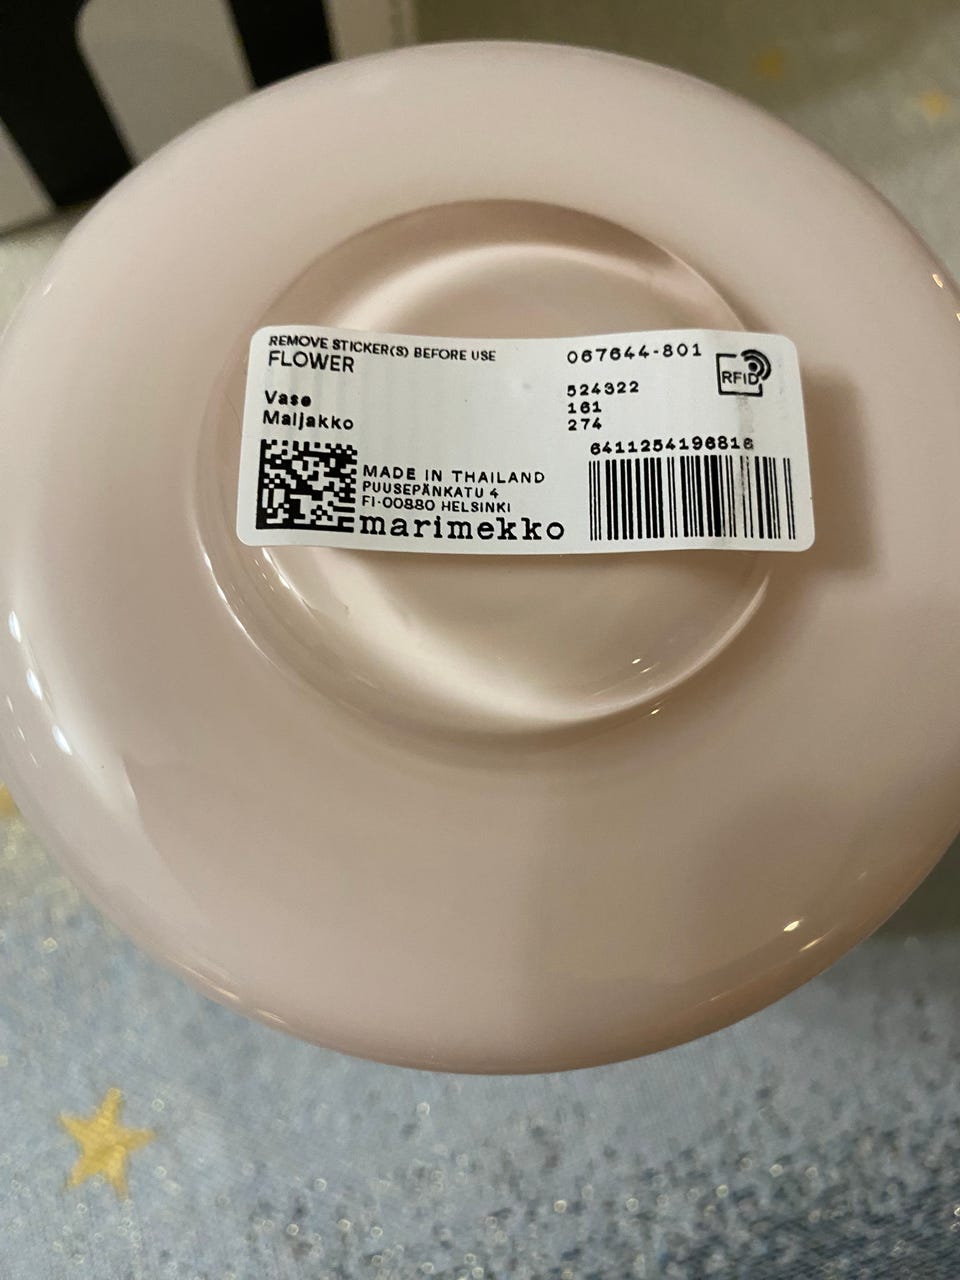 REMOVE STICKER(S) BEFORE USE
FLOWER
067644-801
RFID
Vase
Maljakko
524322
161
274
6411254196816
MADE IN THAILAND
PUUSEPÄNKATU 4
FI-00880 HELSINKI
marimekko